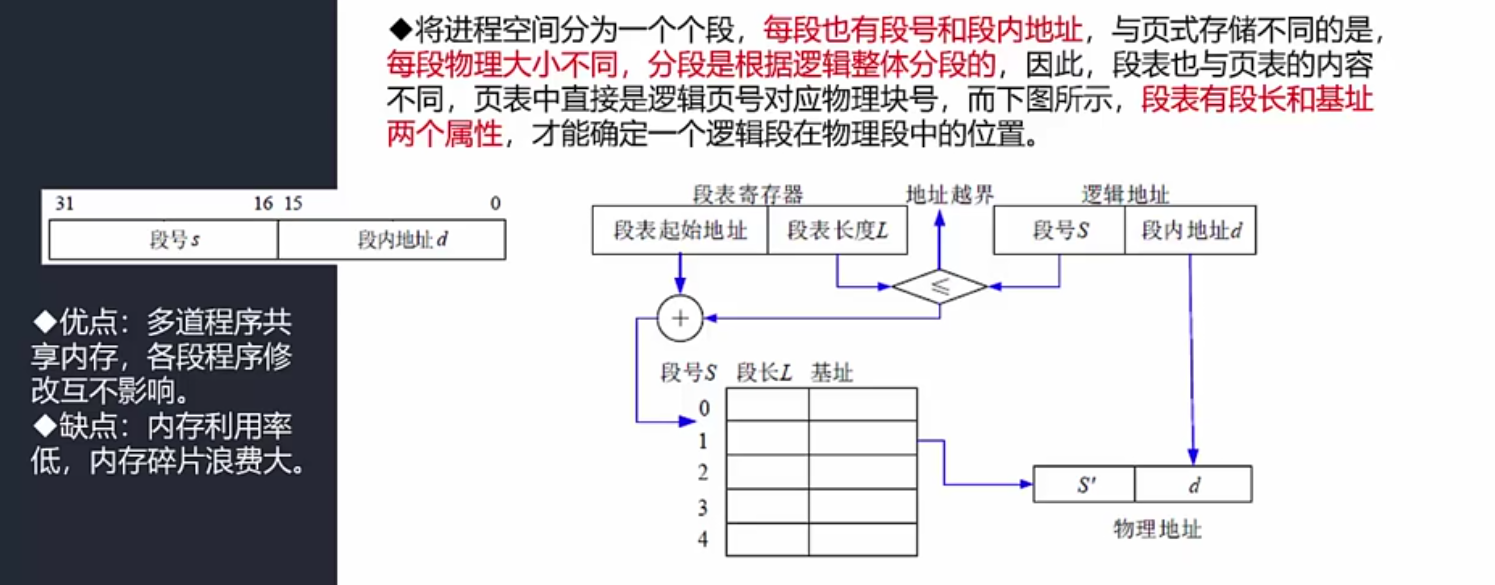 ◆将进程空间分为一个个段，每段也有段号和段内地址，与页式存储不同的是，
每段物理大小不同，分段是根据逻辑整体分段的，因此，段表也与页表的内容
不同，页表中直接是逻辑页号对应物理块号，而下图所示，段表有段长和基址
两个属性，才能确定一个逻辑段在物理段中的位置。
31 16 15 0
段号s 段内地址d
◆优点：多道程序共
享内存，各段程序修
改互不影响。
◆缺点：内存利用率
低，内存碎片浪费大。
段表寄存器 地址越界 逻辑地址
段表起始地址 段表长度L 段号S 段内地址d
≤
+
段号S 段长L 基址
0
1
2
3
4
S' d
物理地址